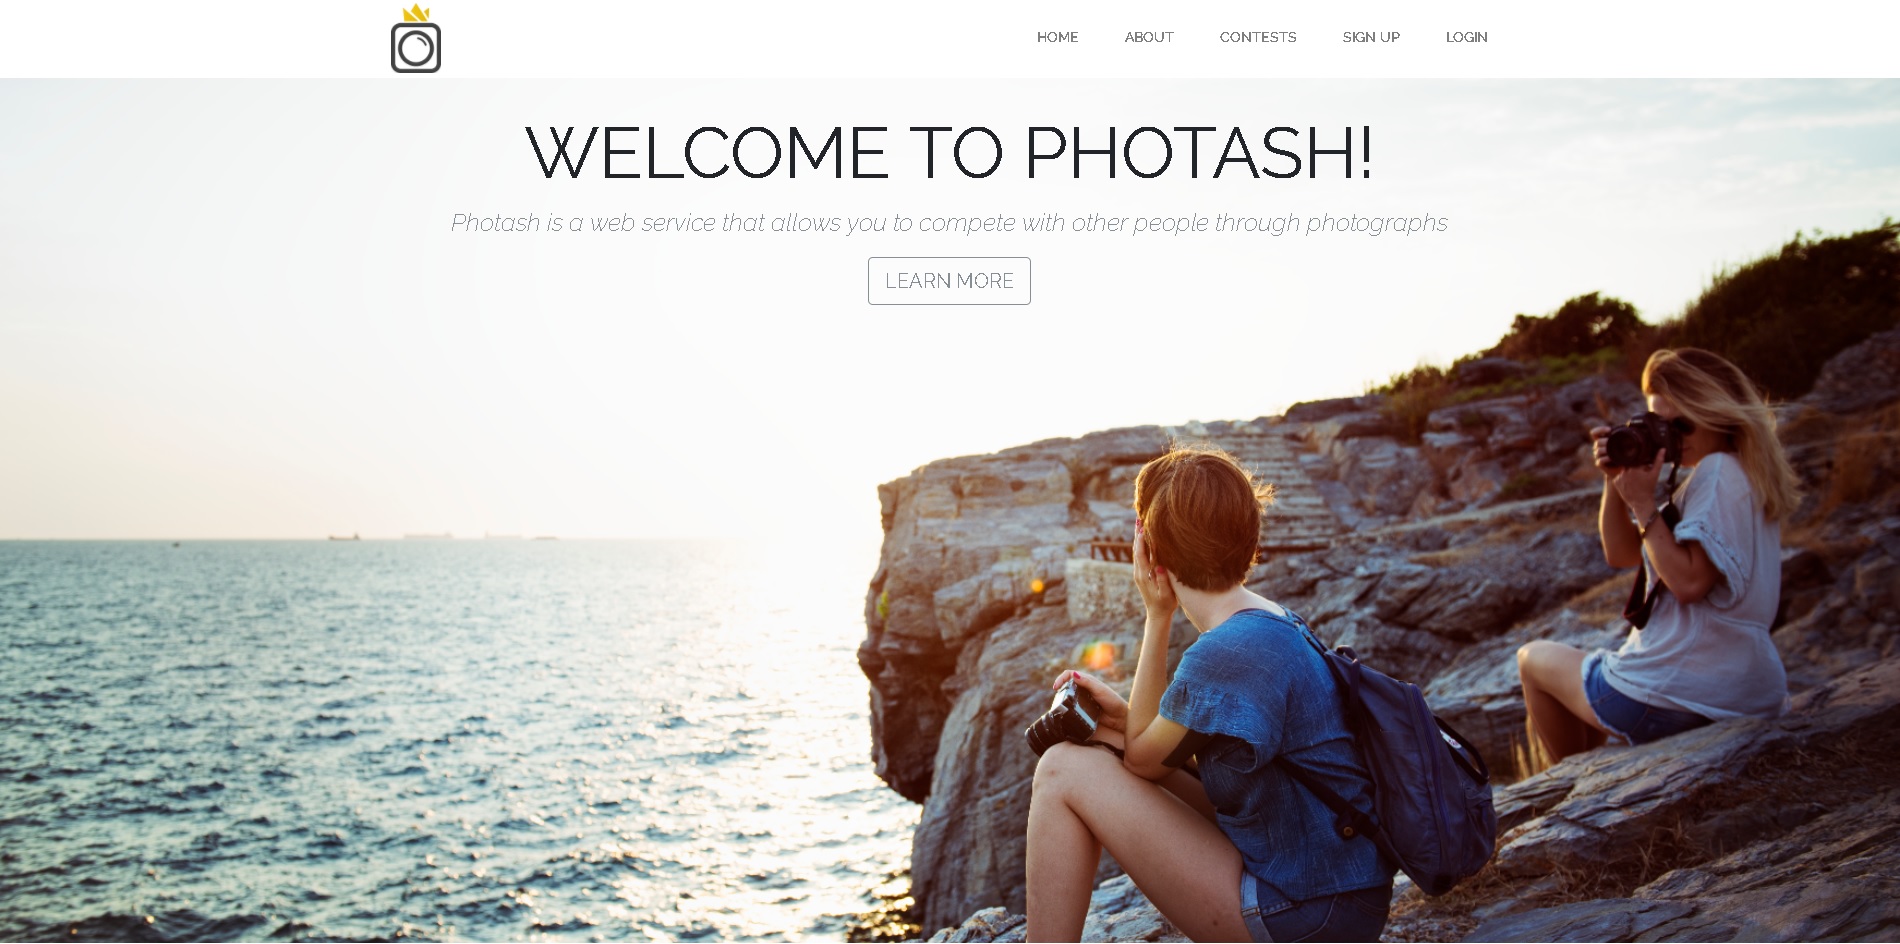 HOME ABOUT CONTESTS SIGN UP LOGIN
WELCOME TO PHOTASH!
Photash is a web service that allows you to compete with other people through photographs
LEARN MORE